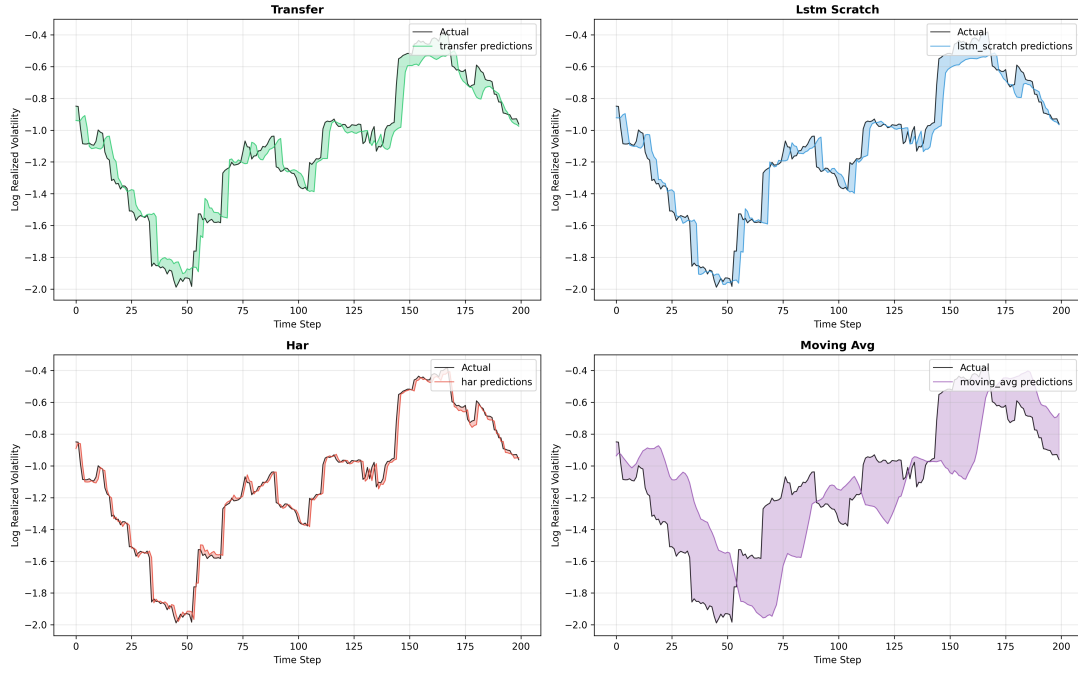 Transfer
Log Realized Volatility
−0.4
−0.6
−0.8
−1.0
−1.2
−1.4
−1.6
−1.8
−2.0
Actual
transfer predictions
0 25 50 75 100 125 150 175 200
Time Step
Lstm Scratch
Log Realized Volatility
−0.4
−0.6
−0.8
−1.0
−1.2
−1.4
−1.6
−1.8
−2.0
Actual
lstm_scratch predictions
0 25 50 75 100 125 150 175 200
Time Step
Har
Log Realized Volatility
−0.4
−0.6
−0.8
−1.0
−1.2
−1.4
−1.6
−1.8
−2.0
Actual
har predictions
0 25 50 75 100 125 150 175 200
Time Step
Moving Avg
Log Realized Volatility
−0.4
−0.6
−0.8
−1.0
−1.2
−1.4
−1.6
−1.8
−2.0
Actual
moving_avg predictions
0 25 50 75 100 125 150 175 200
Time Step